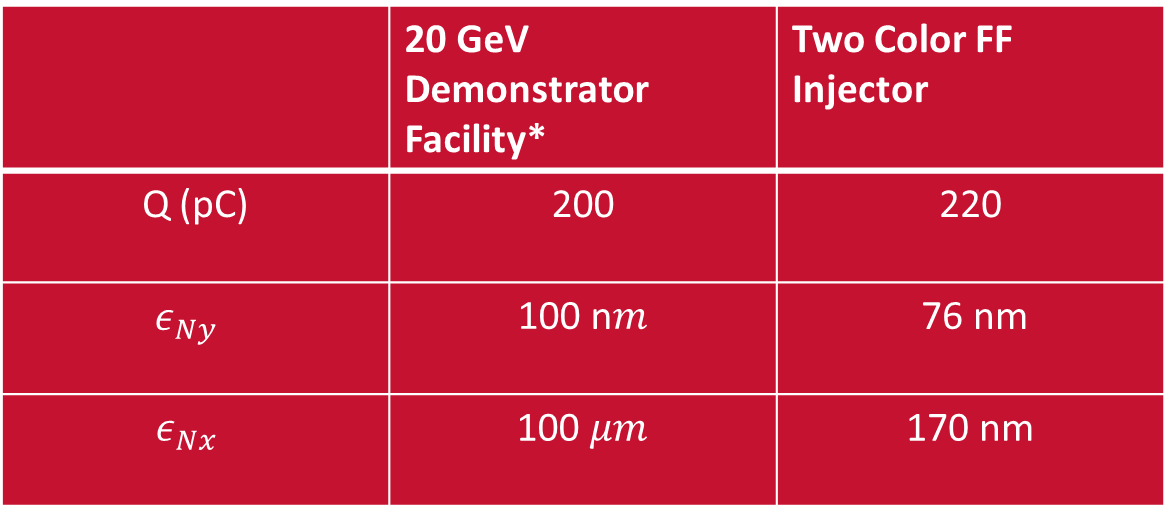 20 GeV
Demonstrator
Facility*
Two Color FF
Injector
Q (pC)
200
220
𝜖𝑁𝑦
100 n𝑚
76 nm
𝜖𝑁𝑥
100 𝜇𝑚
170 nm